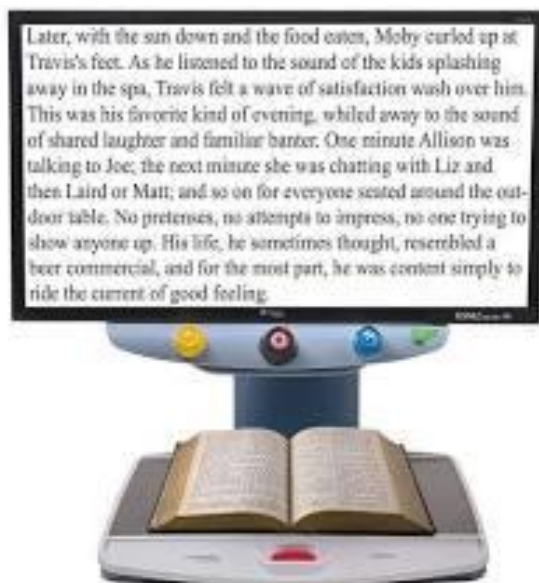 Later, with the sun down and the food eaten, Moby curled up at
Travis's feet. As he listened to the sound of the kids splashing
away in the spa, Travis felt a wave of satisfaction wash over him.
This was his favorite kind of evening, whiled away to the sound
of shared laughter and familiar banter. One minute Allison was
talking to Joe; the next minute she was chatting with Liz and
then Laird or Matt; and so on for everyone seated around the out-
door table. No pretenses, no attempts to impress, no one trying to
show anyone up. His life, he sometimes thought, resembled a
beer commercial, and for the most part, he was content simply to
ride the current of good feeling.